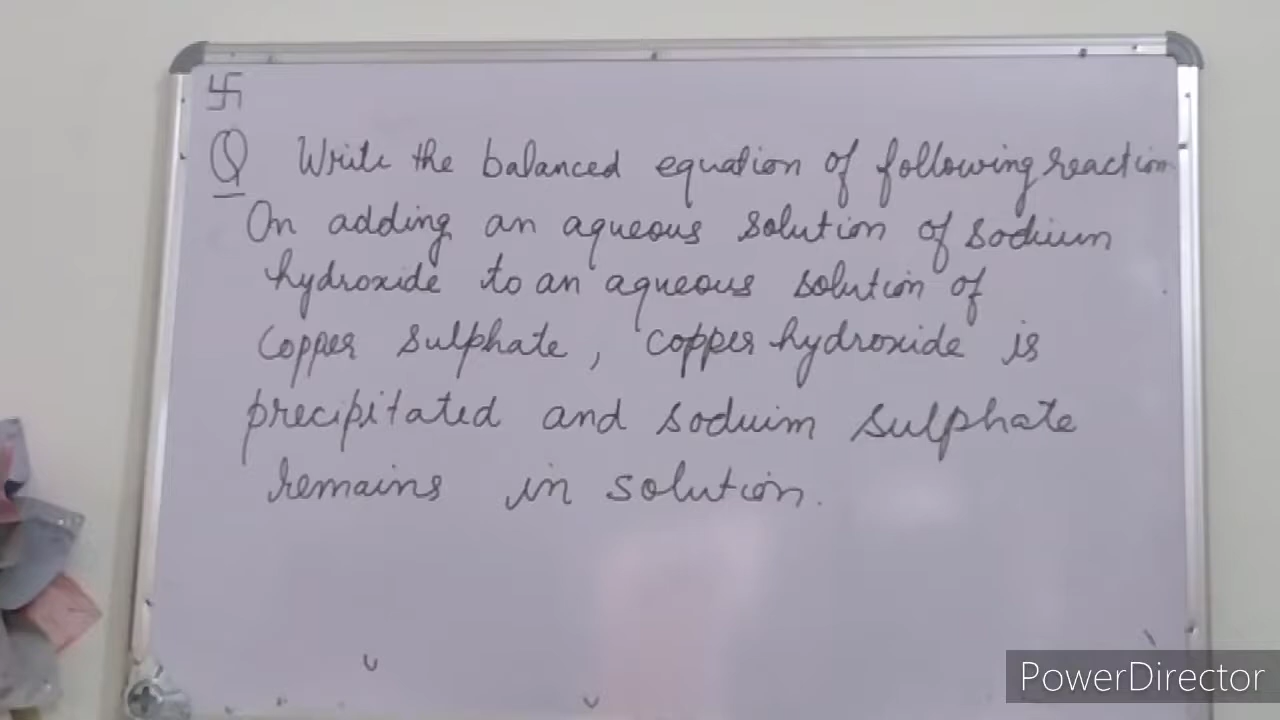 卐
Q Write the balanced equation of following reaction
On adding an aqueous solution of sodium
hydroxide to an aqueous solution of
Copper sulphate, copper hydroxide is
precipitated and soduim sulphate
remains in solution.
PowerDirector